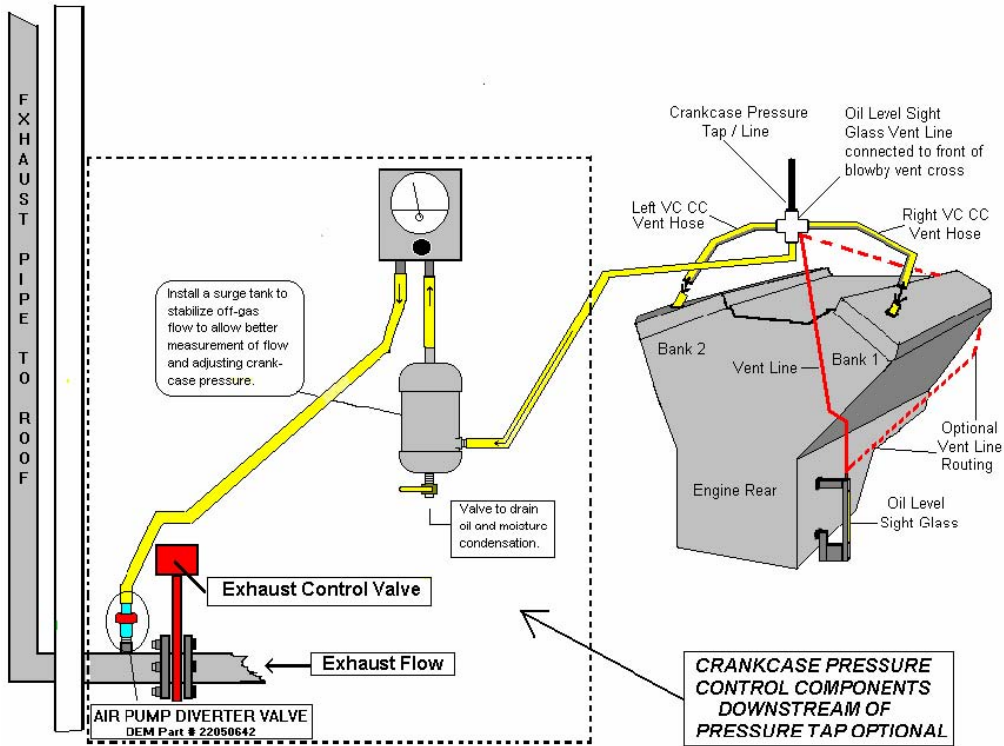 FXHAUST PIPE TO ROOF
Crankcase Pressure
Tap / Line
Oil Level Sight
Glass Vent Line
connected to front of
blowby vent cross
Left VC CC
Vent Hose
Right VC CC
Vent Hose
Install a surge tank to
stabilize off-gas
flow to allow better
measurement of flow
and adjusting crank-
case pressure.
Bank 2
Vent Line
Bank 1
Optional
Vent Line
Routing
Engine Rear
Oil Level
Sight Glass
Valve to drain
oil and moisture
condensation.
Exhaust Control Valve
Exhaust Flow
AIR PUMP DIVERTER VALVE
DEM Part # 22050642
CRANKCASE PRESSURE
CONTROL COMPONENTS
DOWNSTREAM OF
PRESSURE TAP OPTIONAL